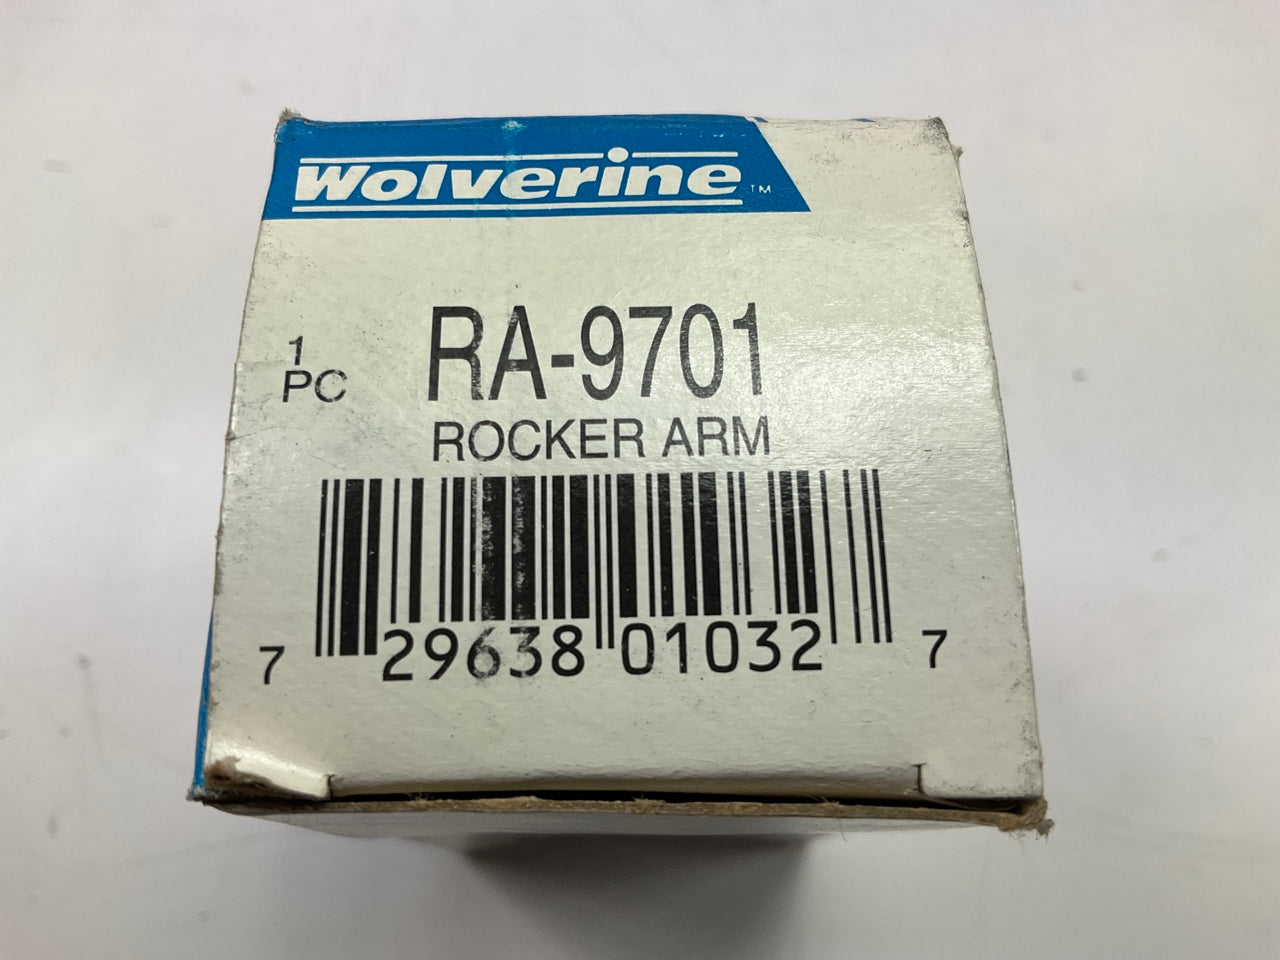 Wolverine™
1
PC
RA-9701
ROCKER ARM
7 29638 01032 7